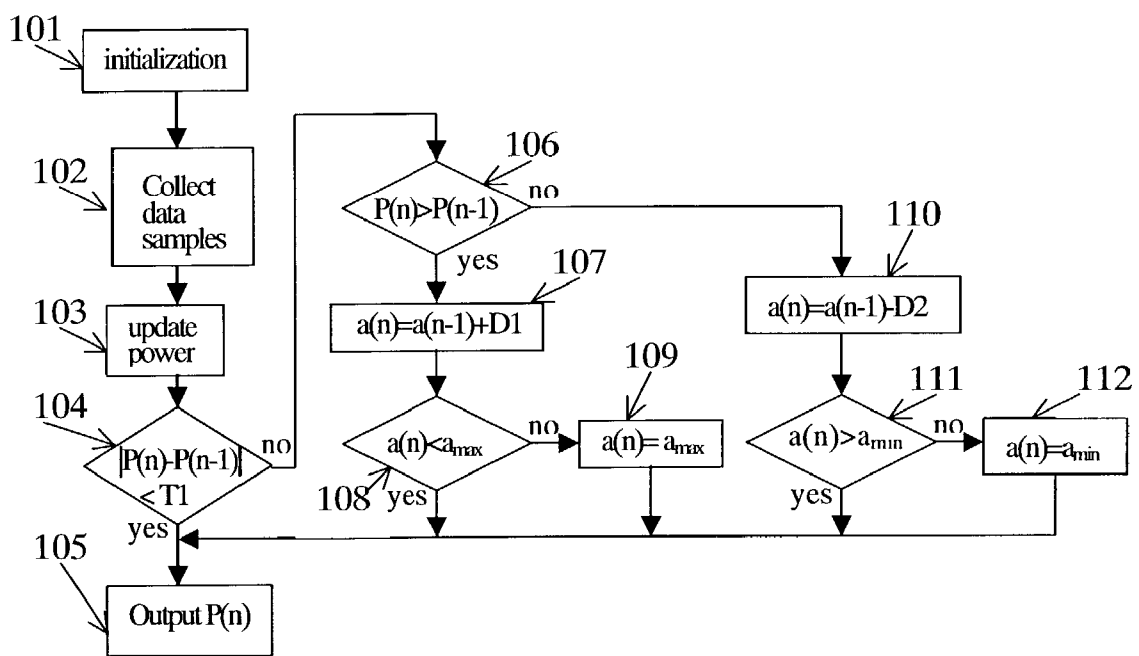 101
initialization
102
Collect
data
samples
103
update
power
104
|P(n)-P(n-1)|
< T1
no
yes
105
Output P(n)
106
P(n)>P(n-1)
no
yes
107
a(n)=a(n-1)+D1
108
a(n)<amax
no
yes
109
a(n)= amax
110
a(n)=a(n-1)-D2
111
a(n)>amin
no
yes
112
a(n)=amin